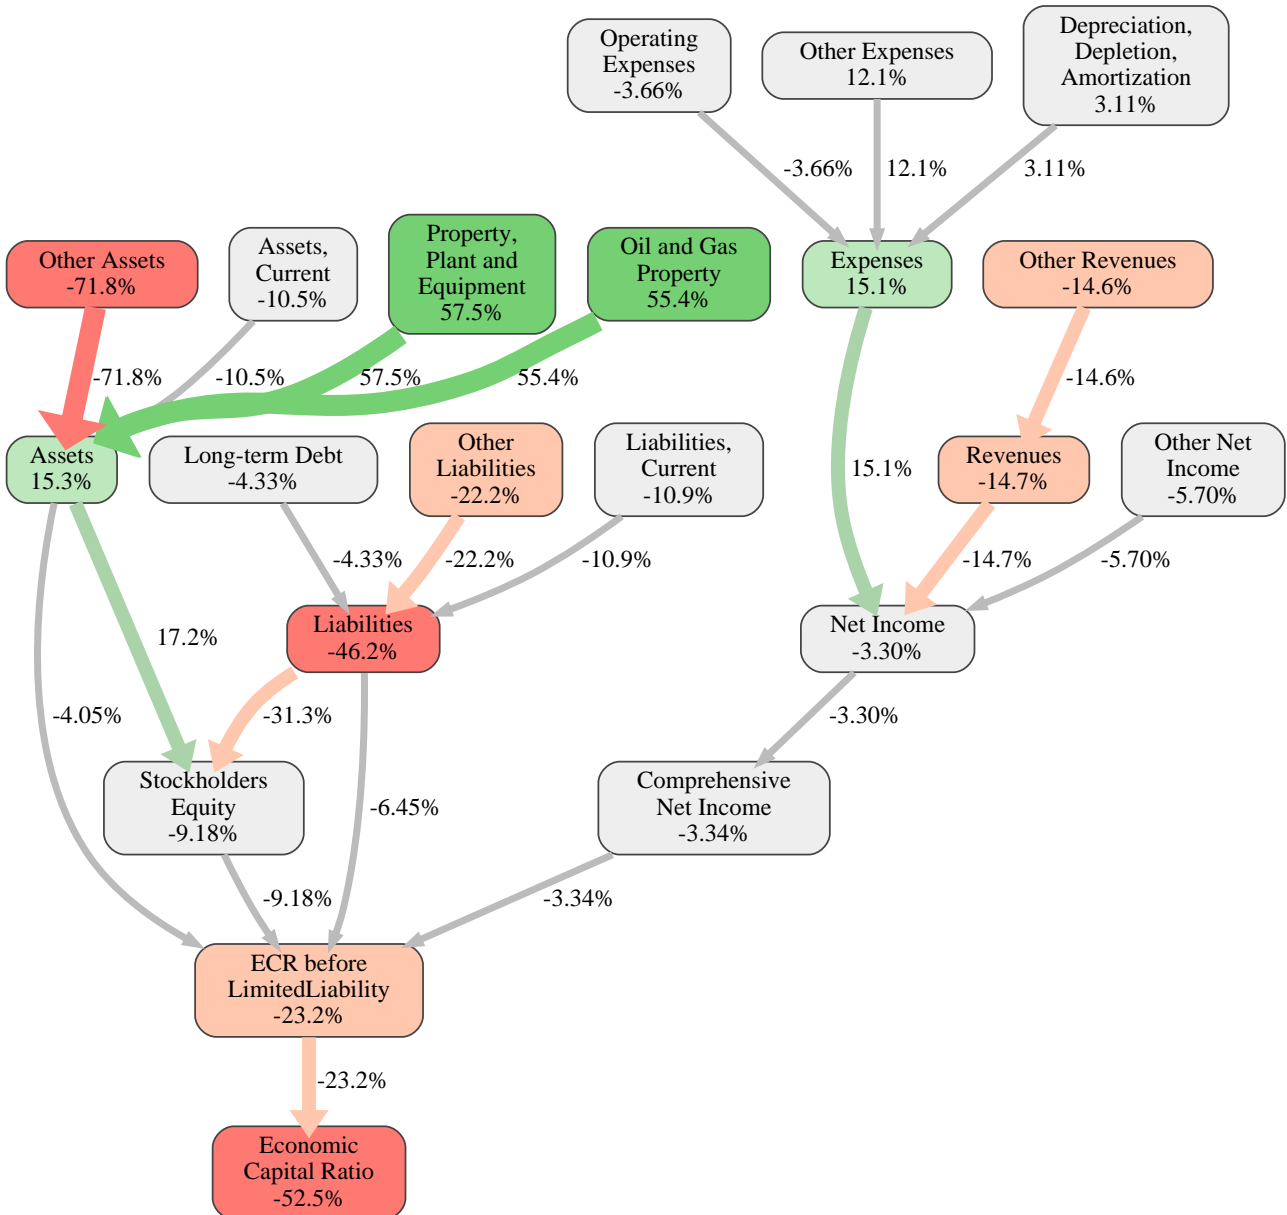 Operating
Expenses
-3.66%
Other Expenses
12.1%
Depreciation,
Depletion,
Amortization
3.11%
-3.66%
12.1%
3.11%
Other Assets
-71.8%
Assets,
Current
-10.5%
Property,
Plant and
Equipment
57.5%
Oil and Gas
Property
55.4%
Expenses
15.1%
Other Revenues
-14.6%
-71.8%
-10.5%
57.5%
55.4%
-14.6%
Assets
15.3%
Long-term Debt
-4.33%
Other
Liabilities
-22.2%
Liabilities,
Current
-10.9%
15.1%
Revenues
-14.7%
Other Net
Income
-5.70%
-4.33%
-22.2%
-10.9%
-14.7%
-5.70%
17.2%
Liabilities
-46.2%
Net Income
-3.30%
-4.05%
-31.3%
-3.30%
Stockholders
Equity
-9.18%
-6.45%
Comprehensive
Net Income
-3.34%
-9.18%
-3.34%
ECR before
LimitedLiability
-23.2%
-23.2%
Economic
Capital Ratio
-52.5%